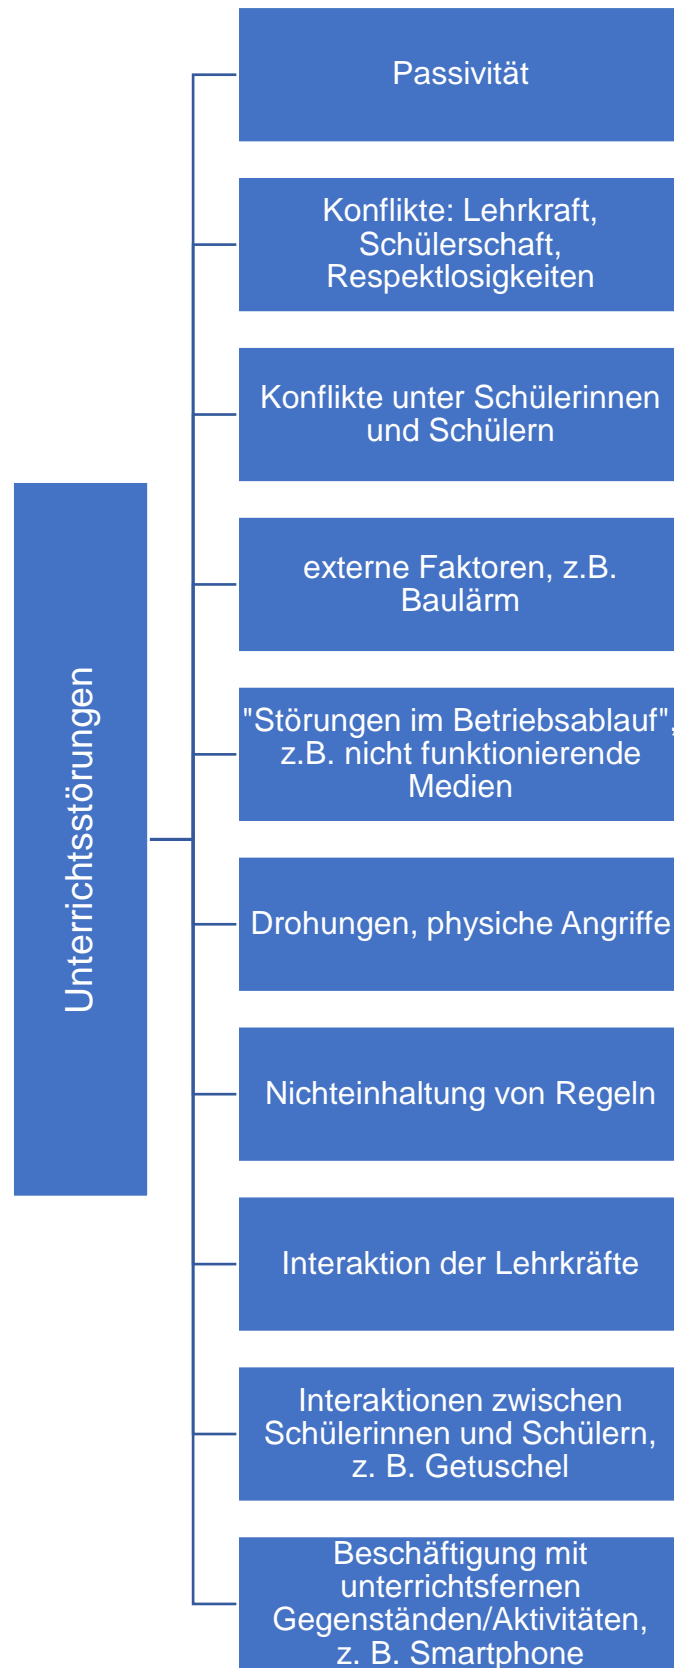 Unterrichtsstörungen
Passivität
Konflikte: Lehrkraft,
Schülerschaft,
Respektlosigkeiten
Konflikte unter Schülerinnen
und Schülern
externe Faktoren, z.B.
Baulärm
"Störungen im Betriebsablauf",
z.B. nicht funktionierende
Medien
Drohungen, physiche Angriffe
Nichteinhaltung von Regeln
Interaktion der Lehrkräfte
Interaktionen zwischen
Schülerinnen und Schülern,
z. B. Getuschel
Beschäftigung mit
unterrichtsfernen
Gegenständen/Aktivitäten,
z. B. Smartphone